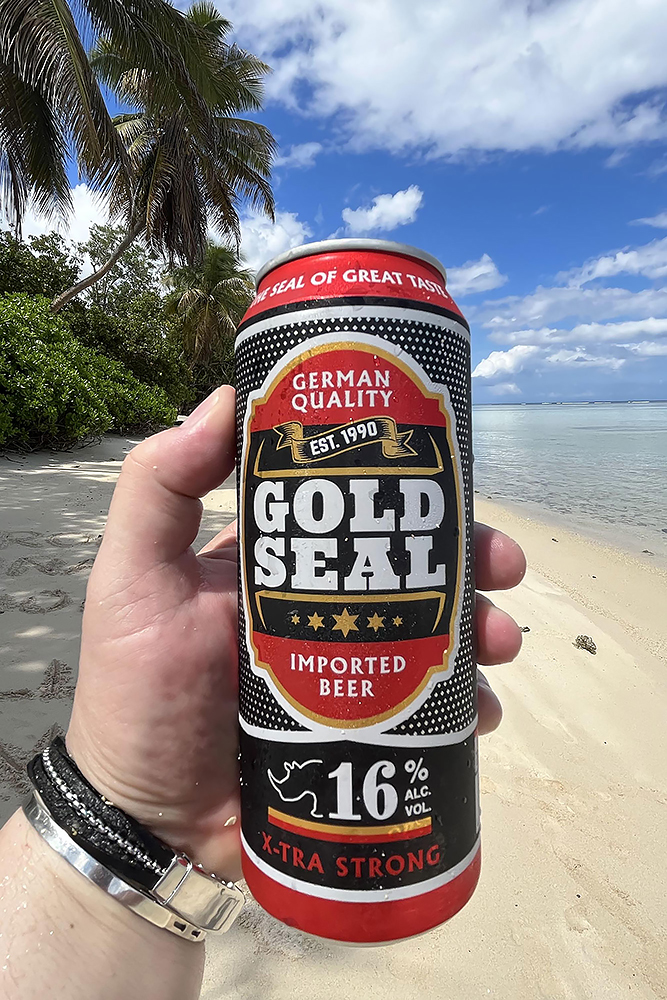 THE SEAL OF GREAT TASTE
GERMAN
QUALITY
EST. 1990
GOLD
SEAL
IMPORTED
BEER
16%
ALC.
VOL.
X-TRA STRONG